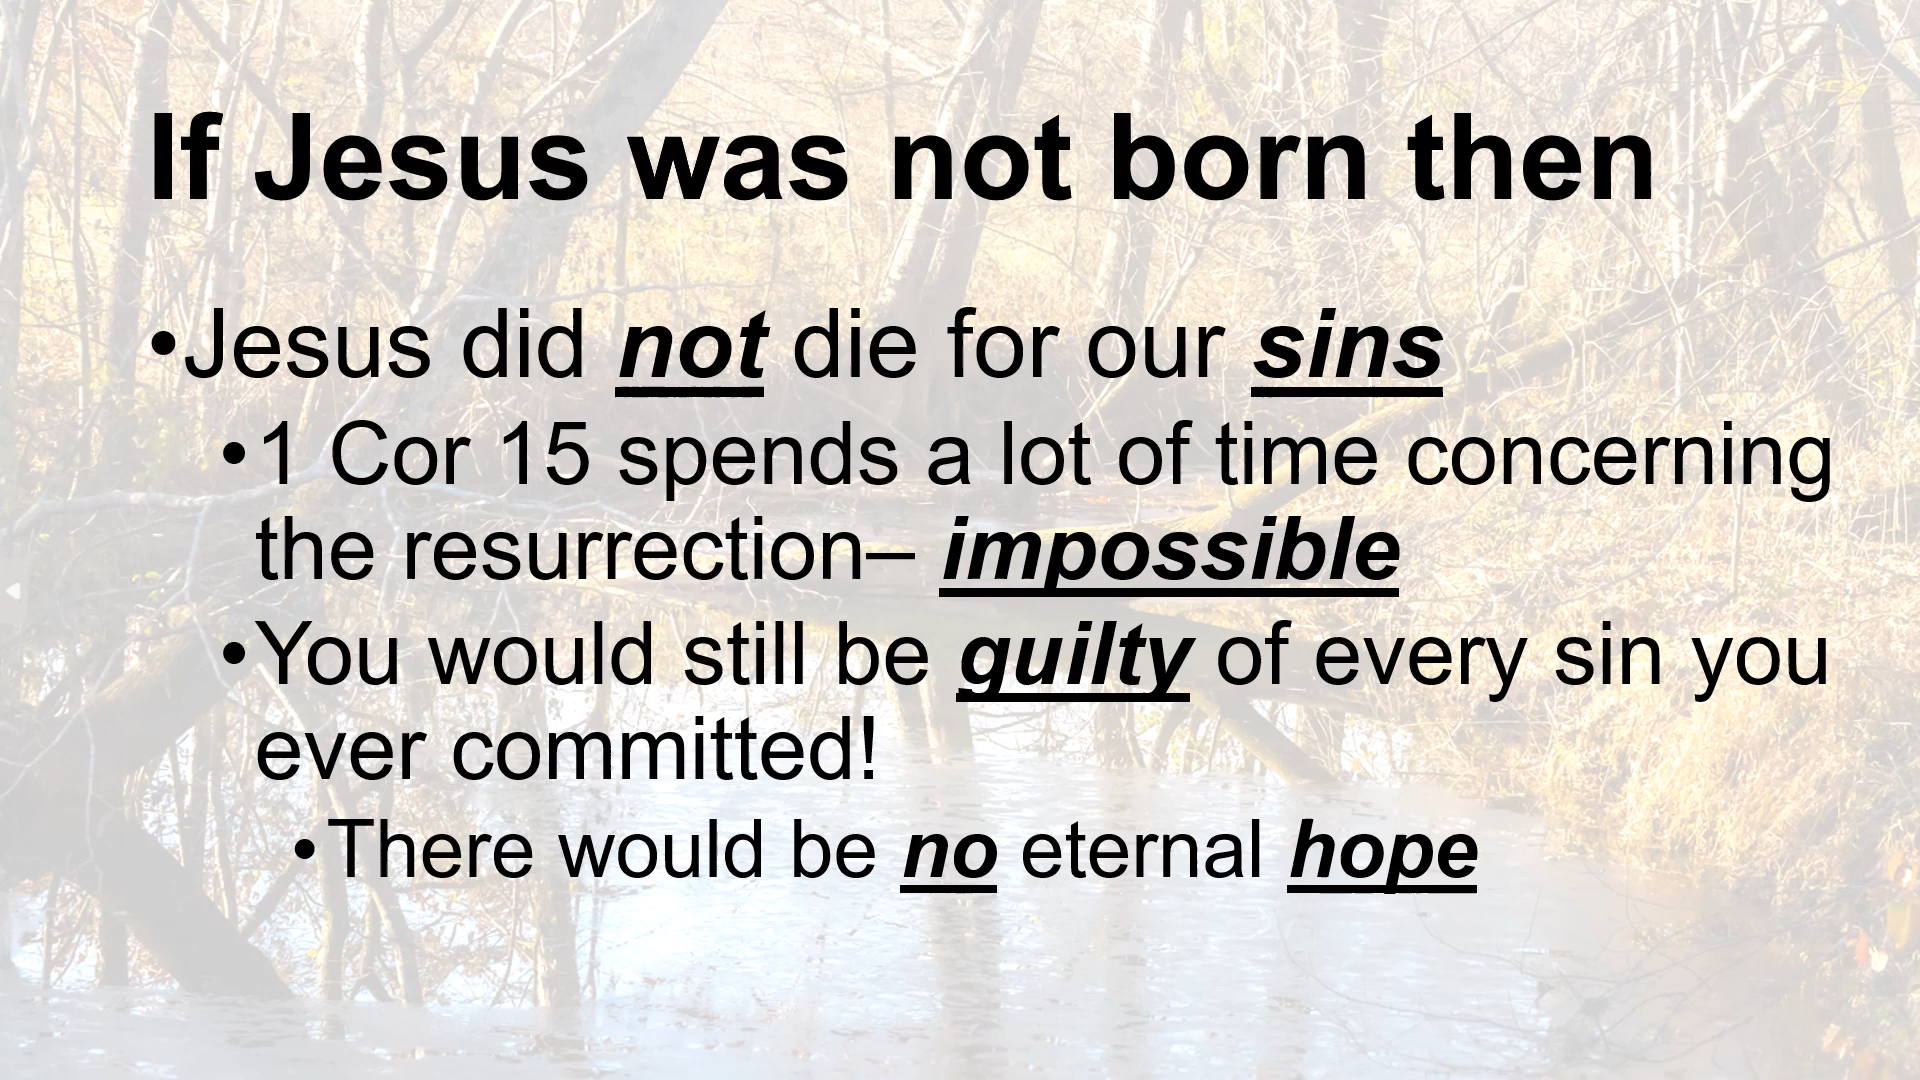 If Jesus was not born then
•Jesus did not die for our sins
•1 Cor 15 spends a lot of time concerning
the resurrection– impossible
•You would still be guilty of every sin you
ever committed!
•There would be no eternal hope